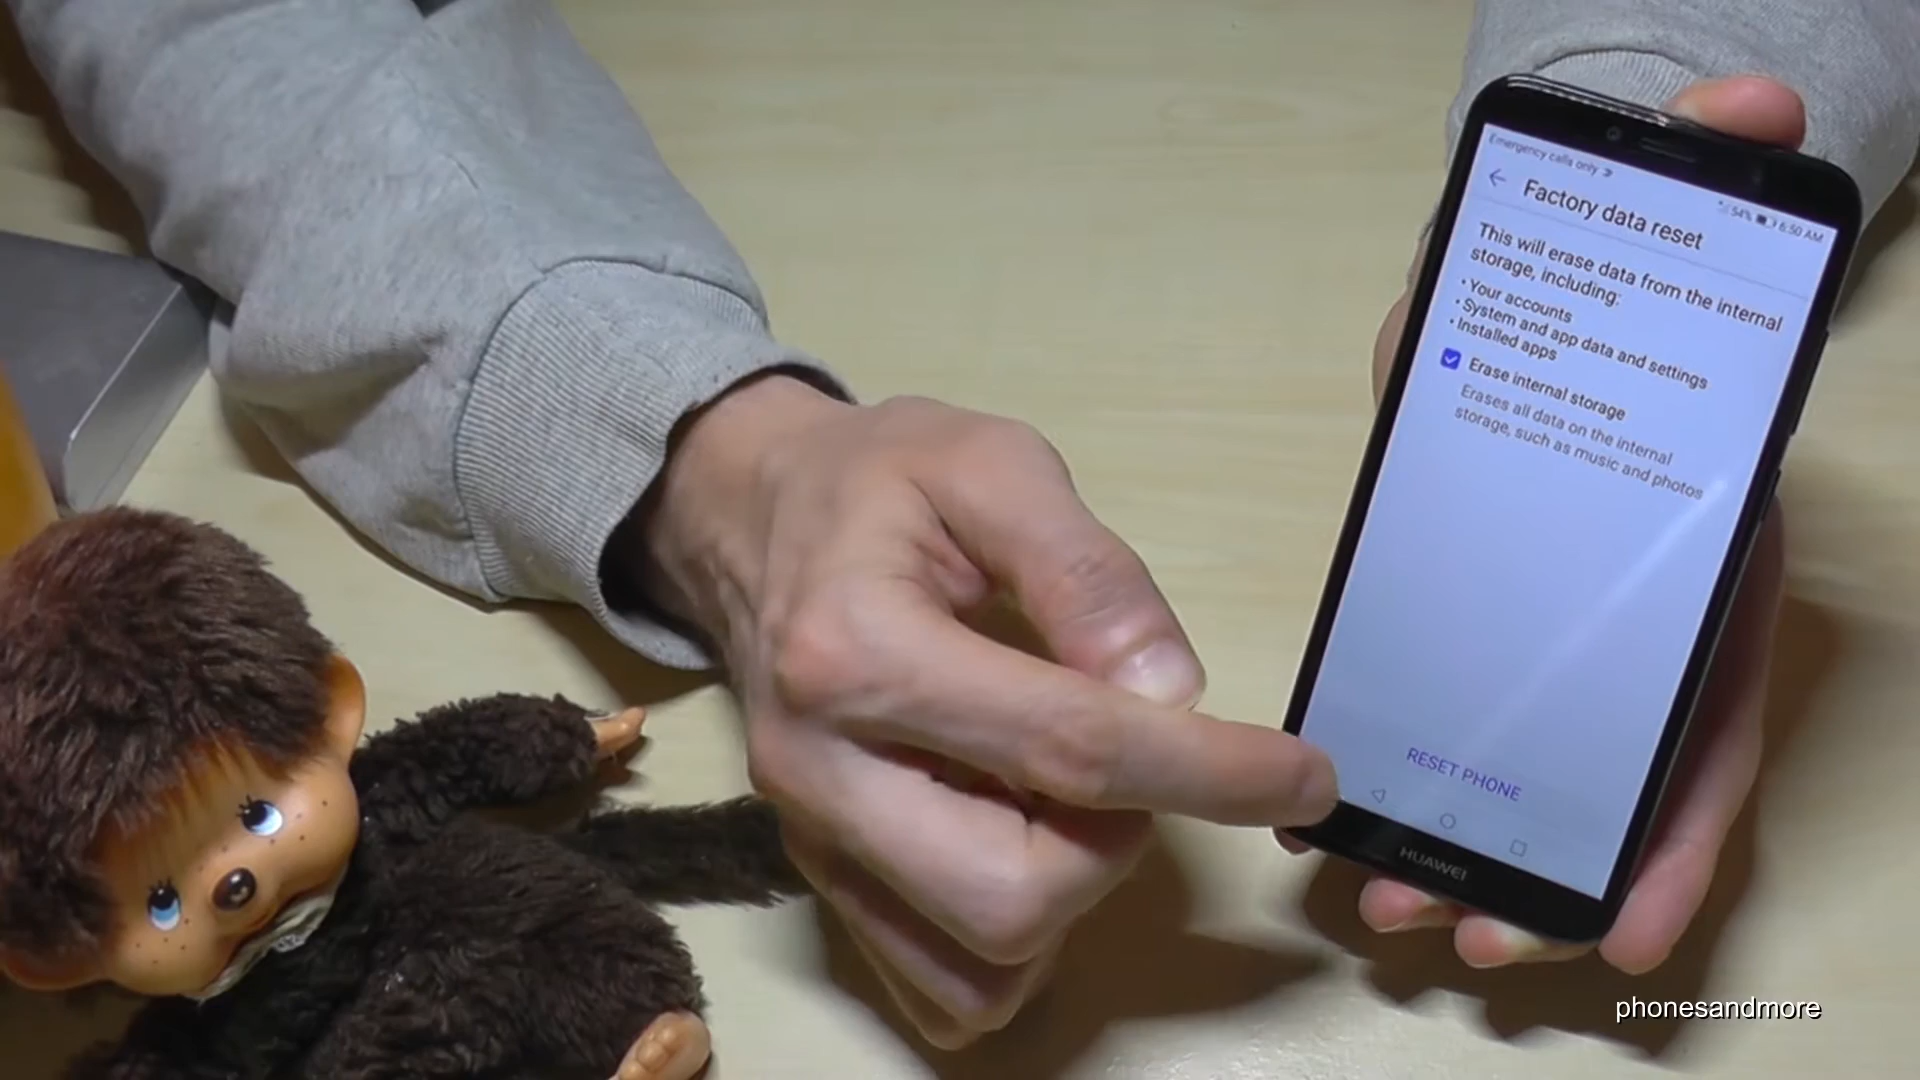 Emergency calls only
54% 6:50 AM
Factory data reset
This will erase data from the internal
storage, including:
• Your accounts
• System and app data and settings
• Installed apps
Erase internal storage
Erases all data on the internal
storage, such as music and photos
RESET PHONE
HUAWEI
phonesandmore